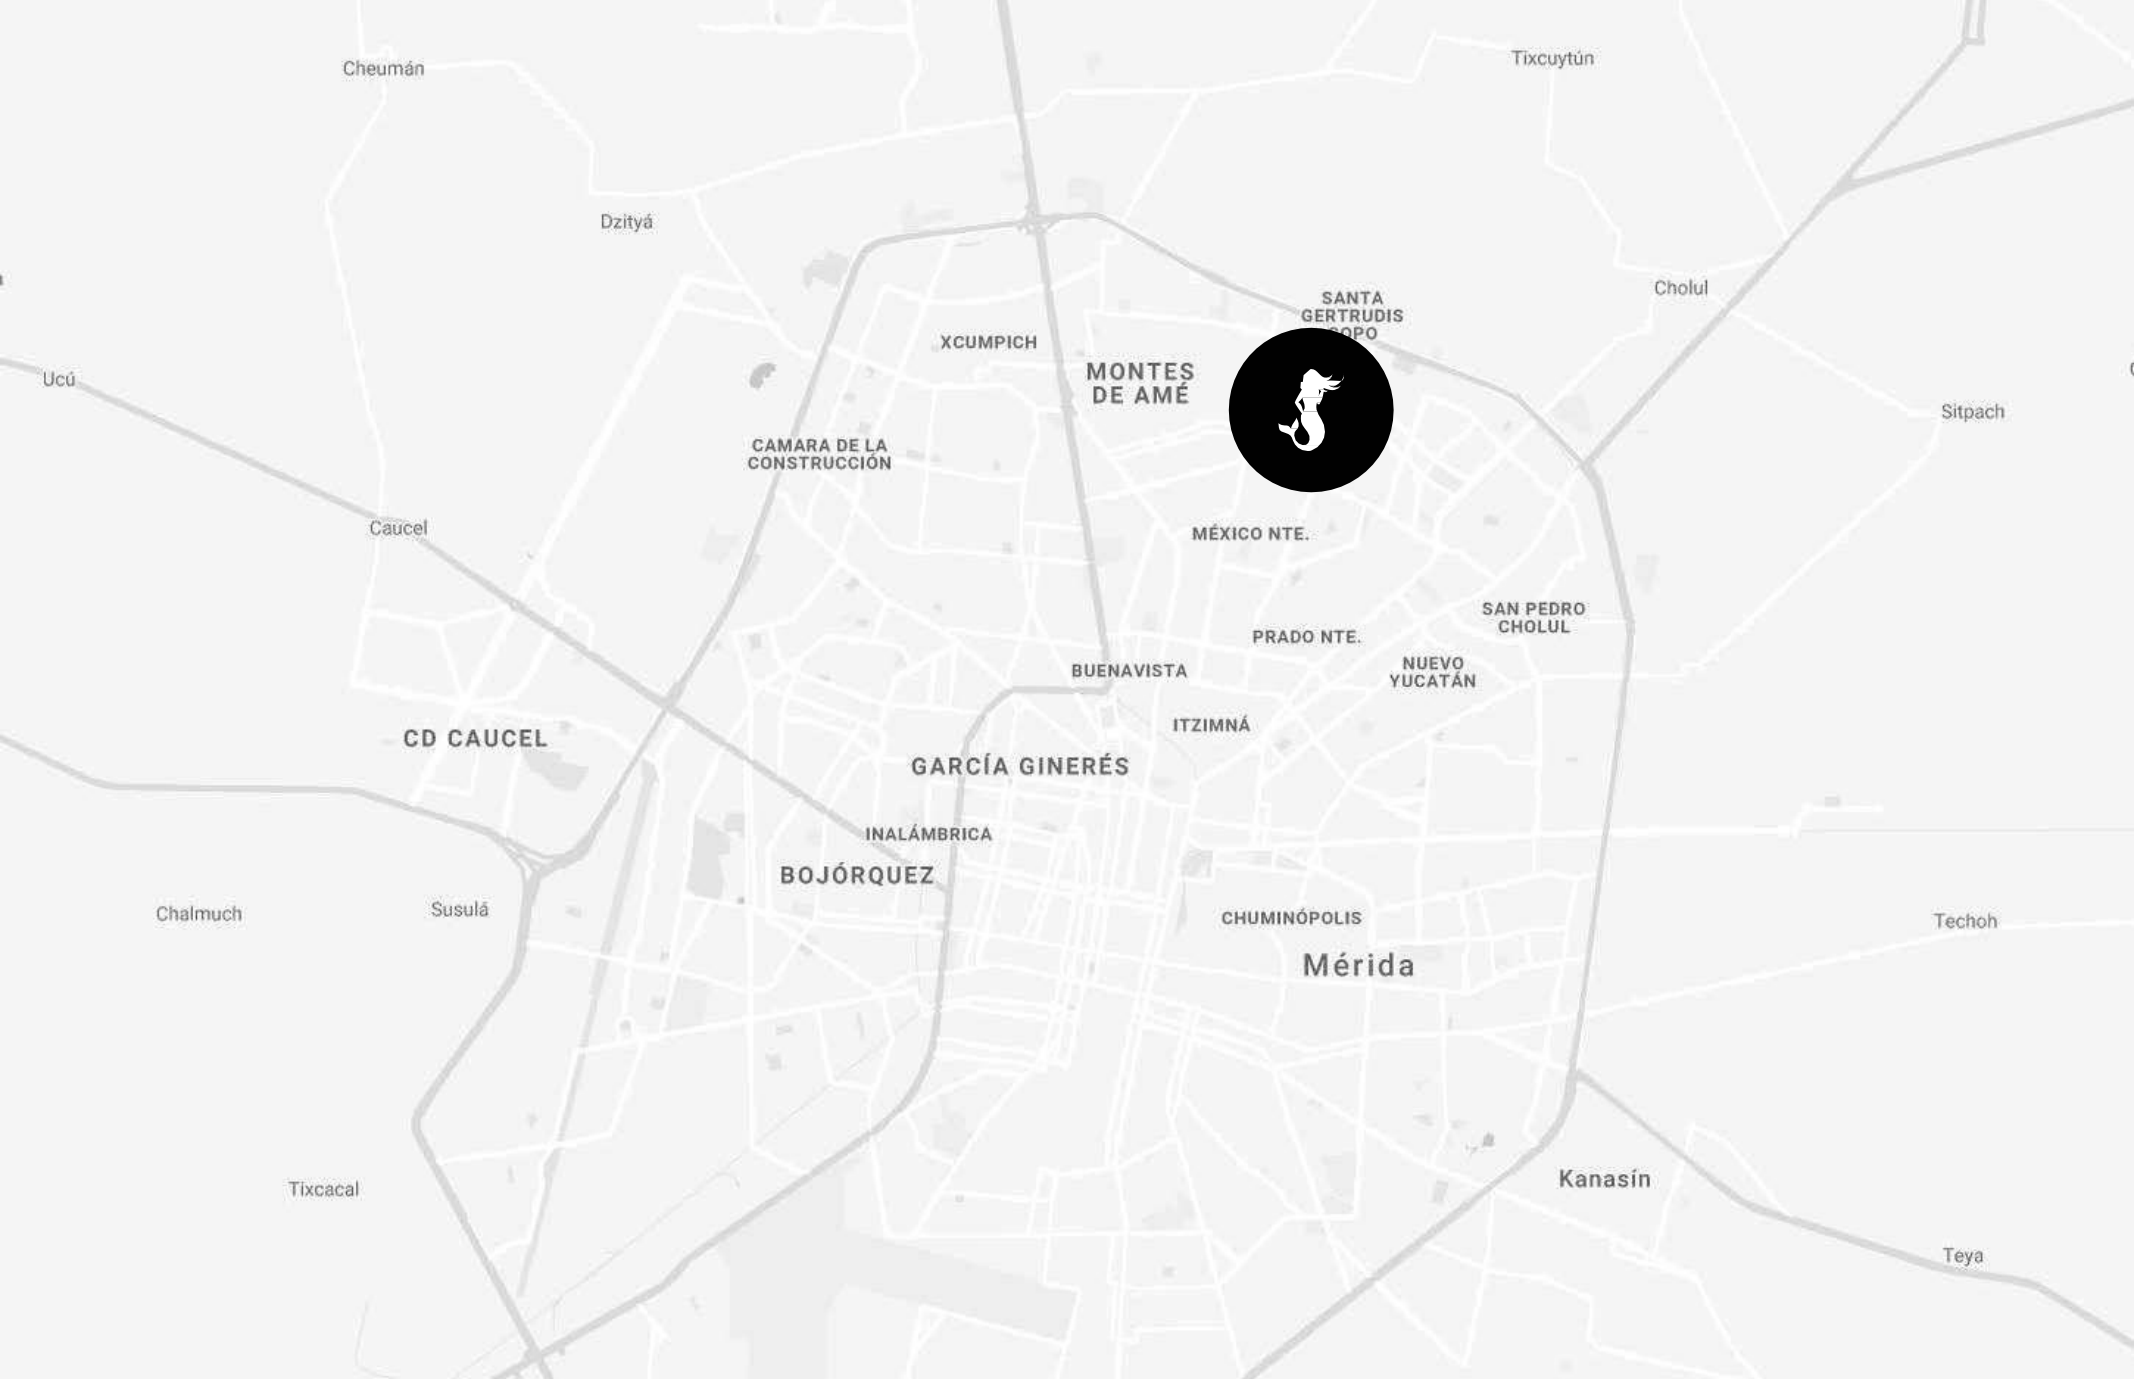 Cheumán
Tixcuytún
Dzityá
Cholul
SANTA
GERTRUDIS
COPO
XCUMPICH
MONTES
DE AMÉ
Ucú
Sitpach
CAMARA DE LA
CONSTRUCCIÓN
Caucel
MÉXICO NTE.
SAN PEDRO
CHOLUL
PRADO NTE.
BUENAVISTA
NUEVO
YUCATÁN
ITZIMNÁ
CD CAUCEL
GARCÍA GINERÉS
INALÁMBRICA
BOJÓRQUEZ
Chalmuch
Susulá
CHUMINÓPOLIS
Techoh
Mérida
Kanasín
Tixcacal
Teya